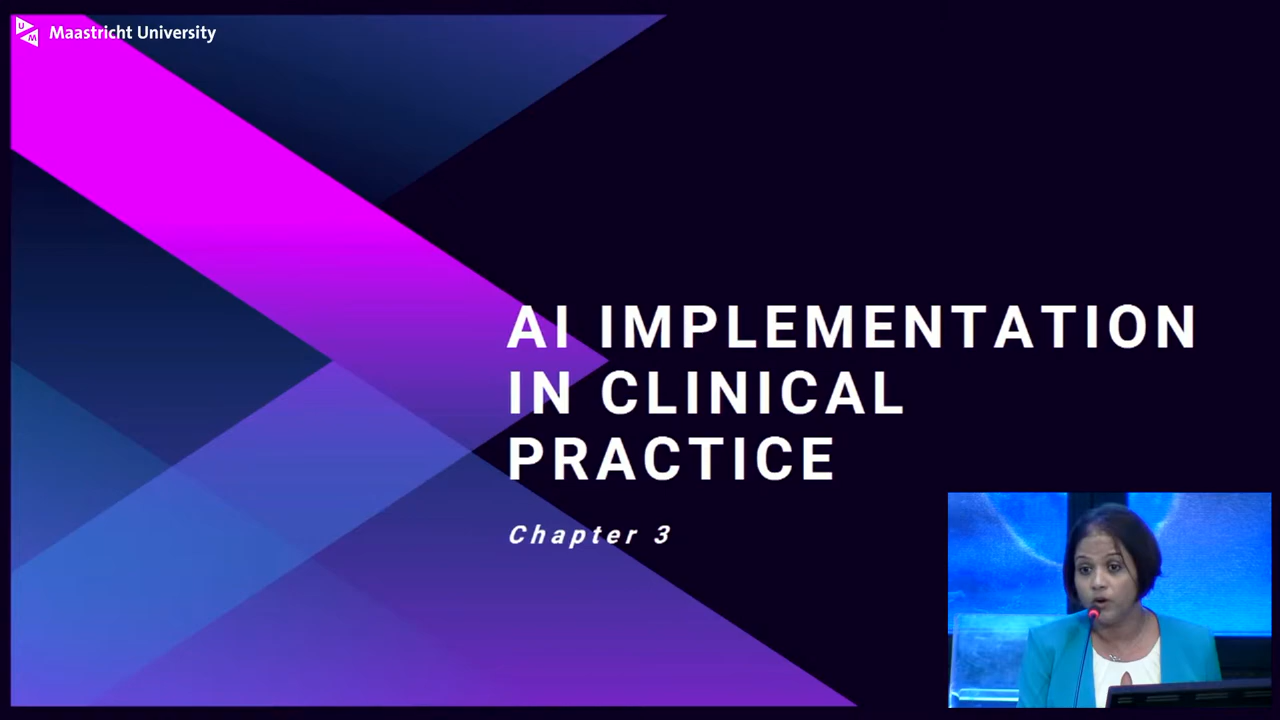 Maastricht University
AI IMPLEMENTATION
IN CLINICAL
PRACTICE
Chapter 3